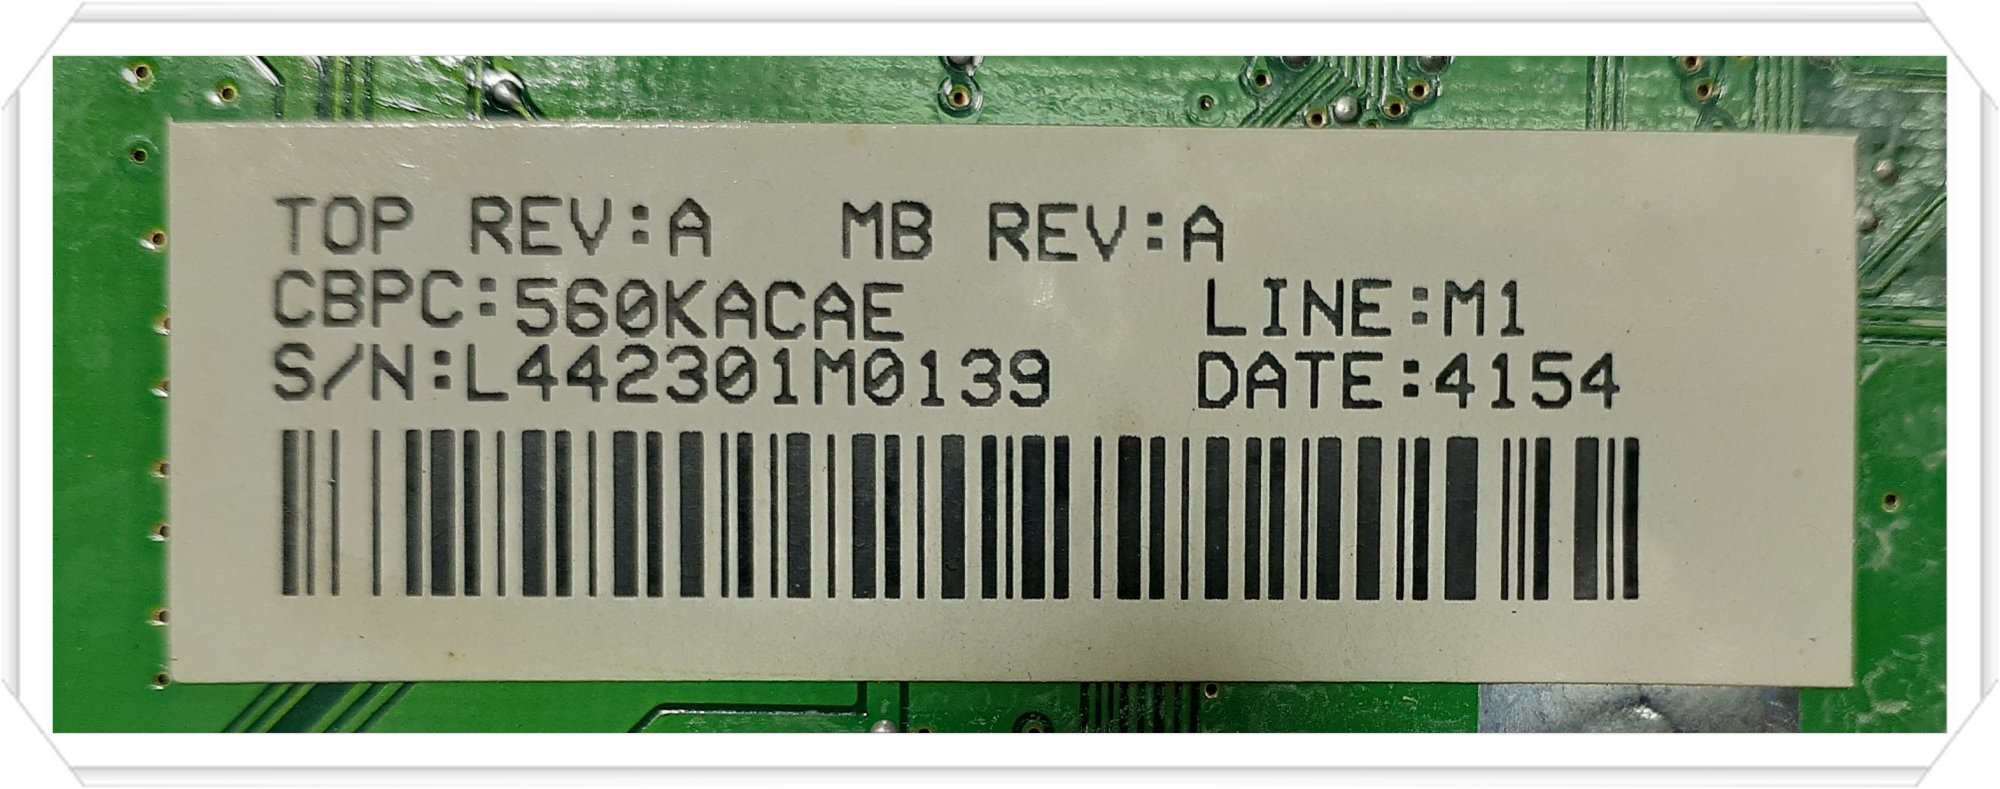 TOP REV:A MB REV:A
CBPC:560KACAE LINE:M1
S/N:L442301M0139 DATE:4154